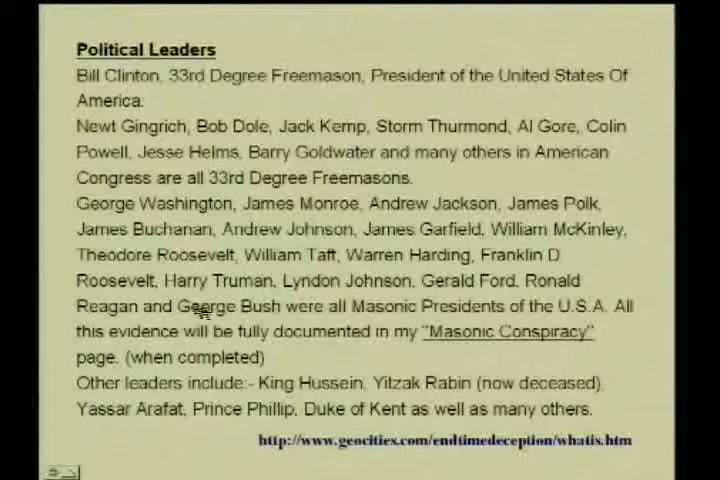 Political Leaders
Bill Clinton, 33rd Degree Freemason, President of the United States Of
America.
Newt Gingrich, Bob Dole, Jack Kemp, Storm Thurmond, Al Gore, Colin
Powell, Jesse Helms, Barry Goldwater and many others in American
Congress are all 33rd Degree Freemasons.
George Washington, James Monroe, Andrew Jackson, James Polk,
James Buchanan, Andrew Johnson, James Garfield, William McKinley,
Theodore Roosevelt, William Taft, Warren Harding, Franklin D
Roosevelt, Harry Truman, Lyndon Johnson, Gerald Ford, Ronald
Reagan and George Bush were all Masonic Presidents of the U.S.A. All
this evidence will be fully documented in my "Masonic Conspiracy"
page. (when completed)
Other leaders include:- King Hussein, Yitzak Rabin (now deceased),
Yassar Arafat, Prince Phillip, Duke of Kent as well as many others.
http://www.geocities.com/endtimedeception/whatis.htm